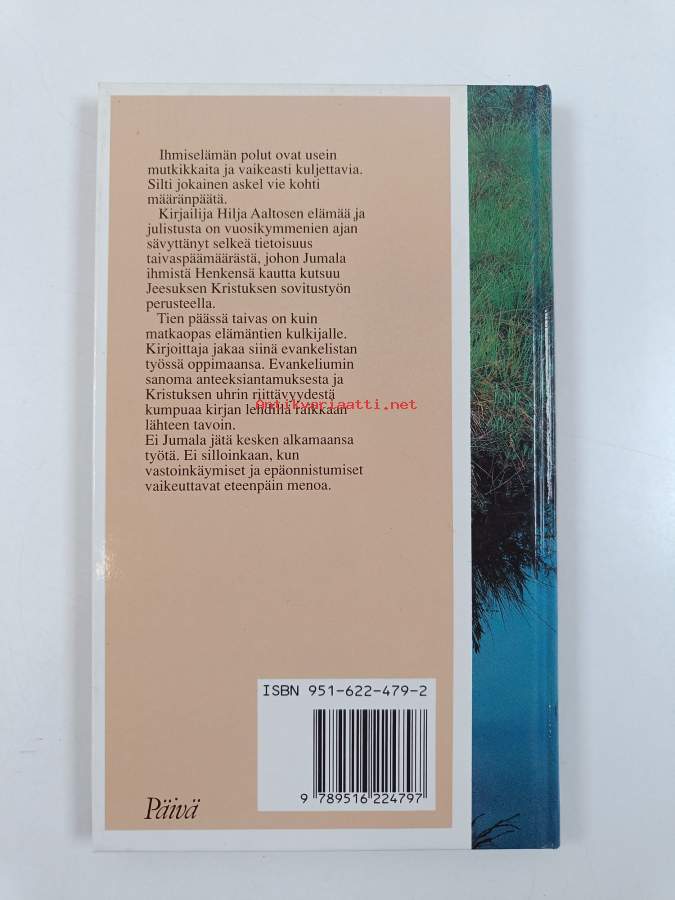 Ihmiselämän polut ovat usein
mutkikkaita ja vaikeasti kuljettavia.
Silti jokainen askel vie kohti
määränpäätä.
Kirjailija Hilja Aaltosen elämää ja
julistusta on vuosikymmenien ajan
sävyttänyt selkeä tietoisuus
taivaspäämäärästä, johon Jumala
ihmistä Henkensä kautta kutsuu
Jeesuksen Kristuksen sovitustyön
perusteella.
Tien päässä taivas on kuin
matkaopas elämäntien kulkijalle.
Kirjoittaja jakaa siinä evankelistan
työssä oppimaansa. Evankeliumin
sanoma anteeksiantamuksesta ja
Kristuksen uhrin riittävyydestä
kumpuaa kirjan lehdillä raikkaan
Antikvariaatti.net
lähteen tavoin.
Ei Jumala jätä kesken alkamaansa
työtä. Ei silloinkaan, kun
vastoinkäymiset ja epäonnistumiset
vaikeuttavat eteenpäin menoa.
ISBN 951-622-479-2
9 789516 224797
Päivä